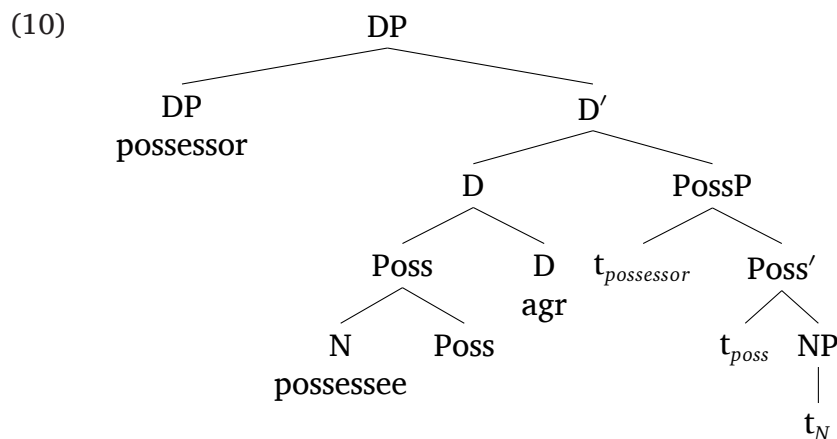 (10) DP
DP D′
possessor
D PossP
Poss D t_possessor Poss′
agr
N Poss t_poss NP
possessee
t_N